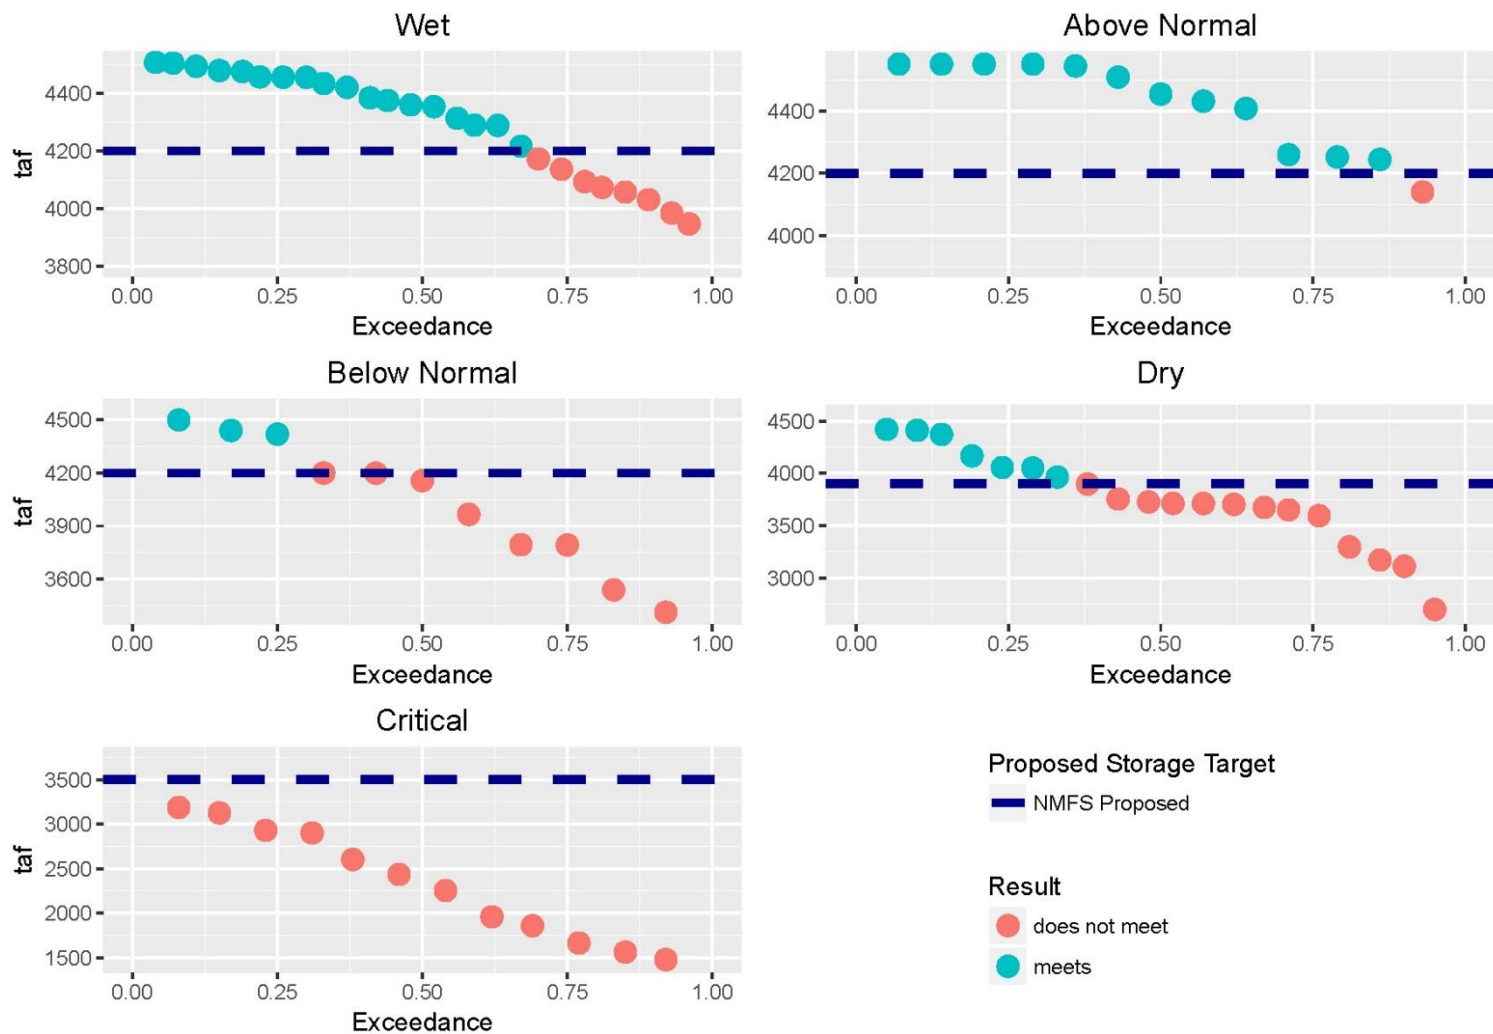 Wet
taf
4400
4200
4000
3800
0.00 0.25 0.50 0.75 1.00
Exceedance
Above Normal
4400
4200
4000
0.00 0.25 0.50 0.75 1.00
Exceedance
Below Normal
taf
4500
4200
3900
3600
0.00 0.25 0.50 0.75 1.00
Exceedance
Dry
4500
4000
3500
3000
0.00 0.25 0.50 0.75 1.00
Exceedance
Critical
taf
3500
3000
2500
2000
1500
0.00 0.25 0.50 0.75 1.00
Exceedance
Proposed Storage Target
NMFS Proposed
Result
does not meet
meets